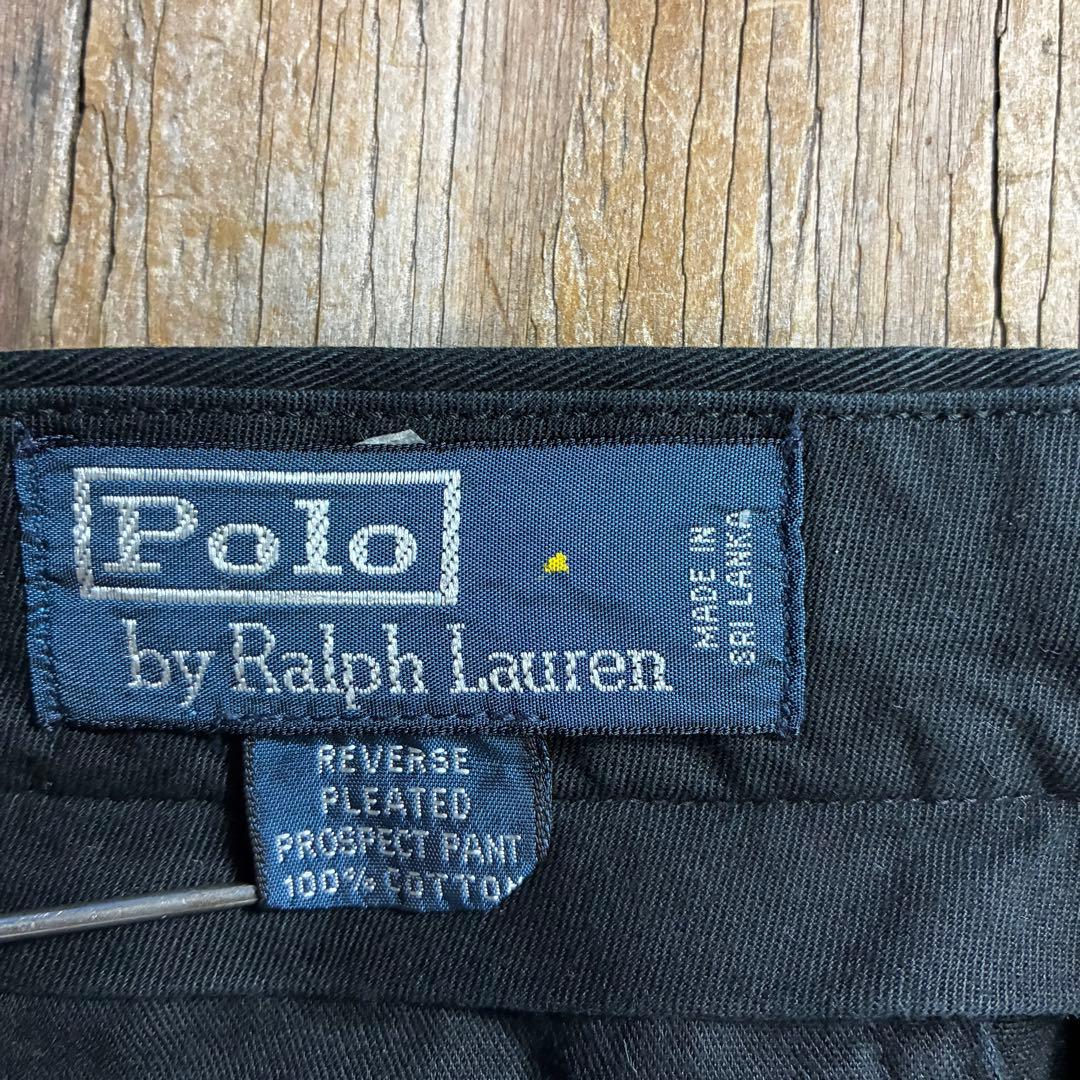 Polo
by Ralph Lauren
MADE IN
SRI LANKA
REVERSE
PLEATED
PROSPECT PANT
100% COTTON